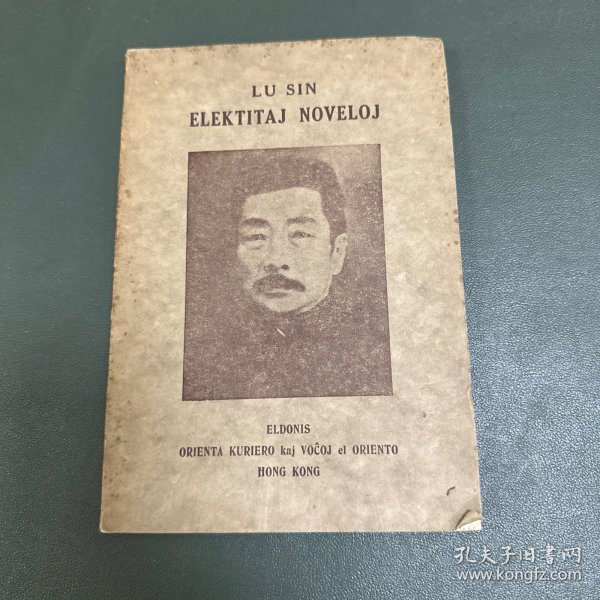 LU SIN
ELEKTITAJ NOVELOJ
ELDONIS
ORIENTA KURIERO kaj VOĈOJ el ORIENTO
HONG KONG
孔夫子旧书网
www.kongfz.com